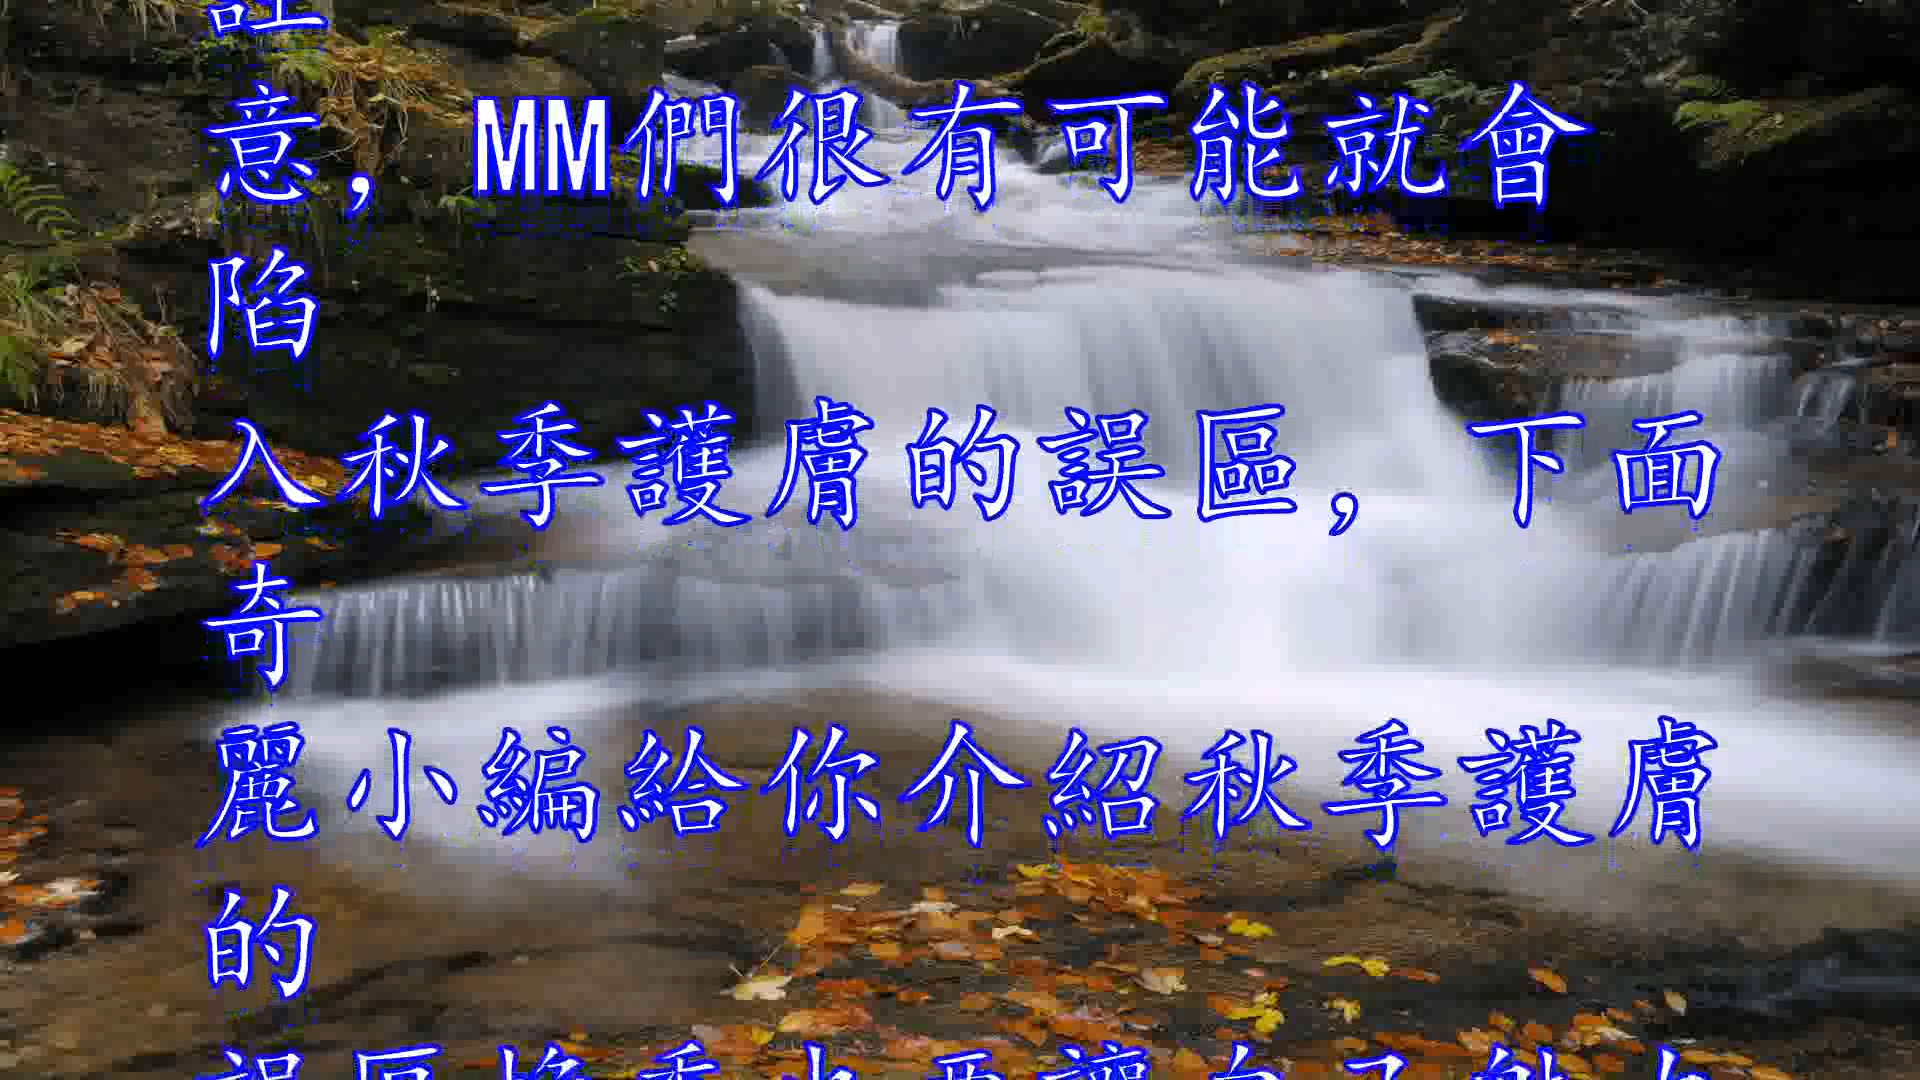 意，MM們很有可能就會
陷
入秋季護膚的誤區，下面
奇
麗小編給你介紹秋季護膚
的